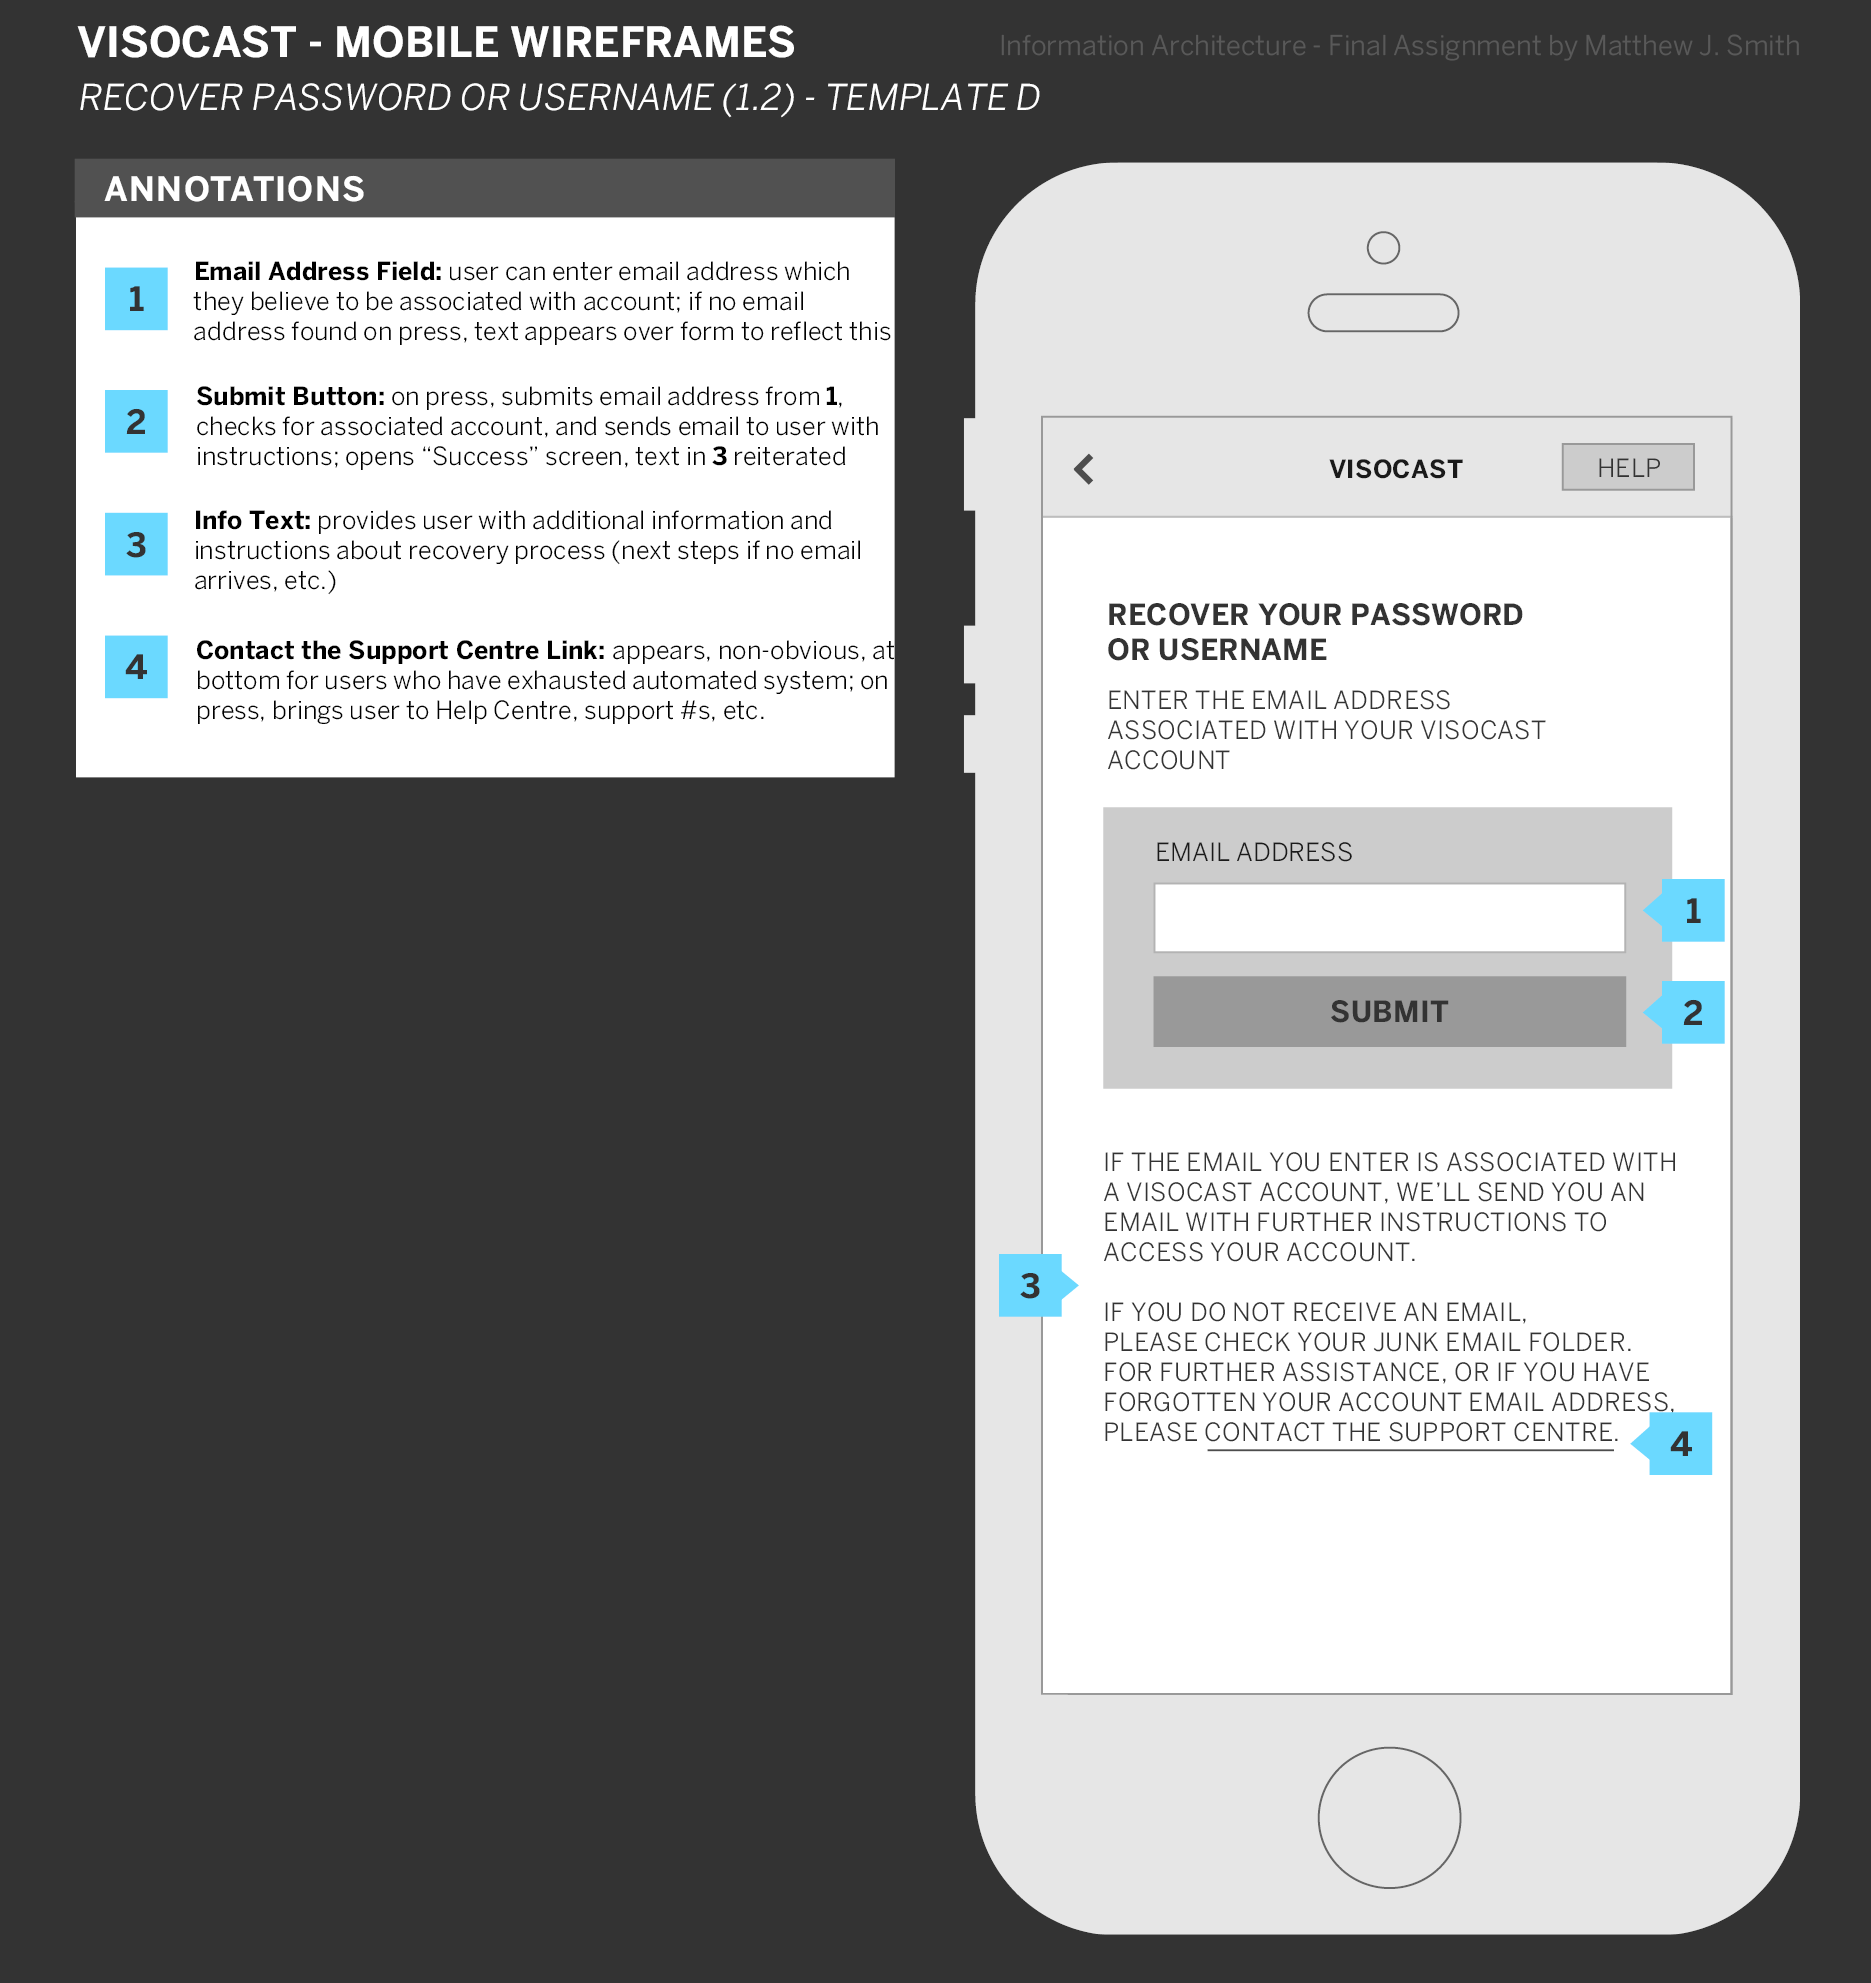 VISOCAST - MOBILE WIREFRAMES
Information Architecture - Final Assignment by Matthew J. Smith
RECOVER PASSWORD OR USERNAME (1.2) - TEMPLATE D
ANNOTATIONS
1
Email Address Field: user can enter email address which
they believe to be associated with account; if no email
address found on press, text appears over form to reflect this
2
Submit Button: on press, submits email address from 1,
checks for associated account, and sends email to user with
instructions; opens “Success” screen, text in 3 reiterated
3
Info Text: provides user with additional information and
instructions about recovery process (next steps if no email
arrives, etc.)
4
Contact the Support Centre Link: appears, non-obvious, at
bottom for users who have exhausted automated system; on
press, brings user to Help Centre, support #s, etc.
VISOCAST
HELP
RECOVER YOUR PASSWORD
OR USERNAME
ENTER THE EMAIL ADDRESS
ASSOCIATED WITH YOUR VISOCAST
ACCOUNT
EMAIL ADDRESS
1
SUBMIT
2
IF THE EMAIL YOU ENTER IS ASSOCIATED WITH
A VISOCAST ACCOUNT, WE’LL SEND YOU AN
EMAIL WITH FURTHER INSTRUCTIONS TO
ACCESS YOUR ACCOUNT.
3
IF YOU DO NOT RECEIVE AN EMAIL,
PLEASE CHECK YOUR JUNK EMAIL FOLDER.
FOR FURTHER ASSISTANCE, OR IF YOU HAVE
FORGOTTEN YOUR ACCOUNT EMAIL ADDRESS,
PLEASE CONTACT THE SUPPORT CENTRE.
4